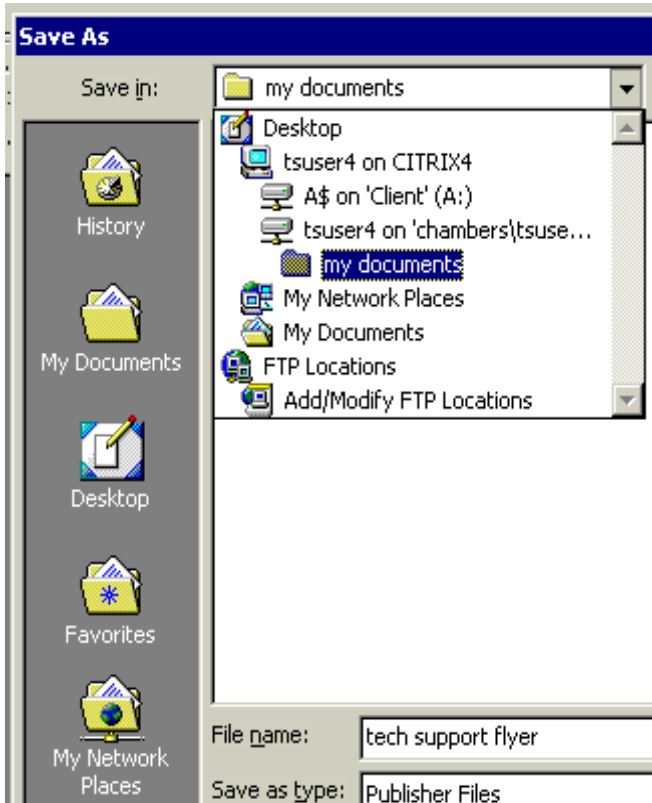 Save As
Save in:
my documents
Desktop
tsuser4 on CITRIX4
A$ on 'Client' (A:)
tsuser4 on 'chambers\tsuse...
my documents
My Network Places
My Documents
FTP Locations
Add/Modify FTP Locations
History
My Documents
Desktop
Favorites
My Network
Places
File name:
tech support flyer
Save as type:
Publisher Files